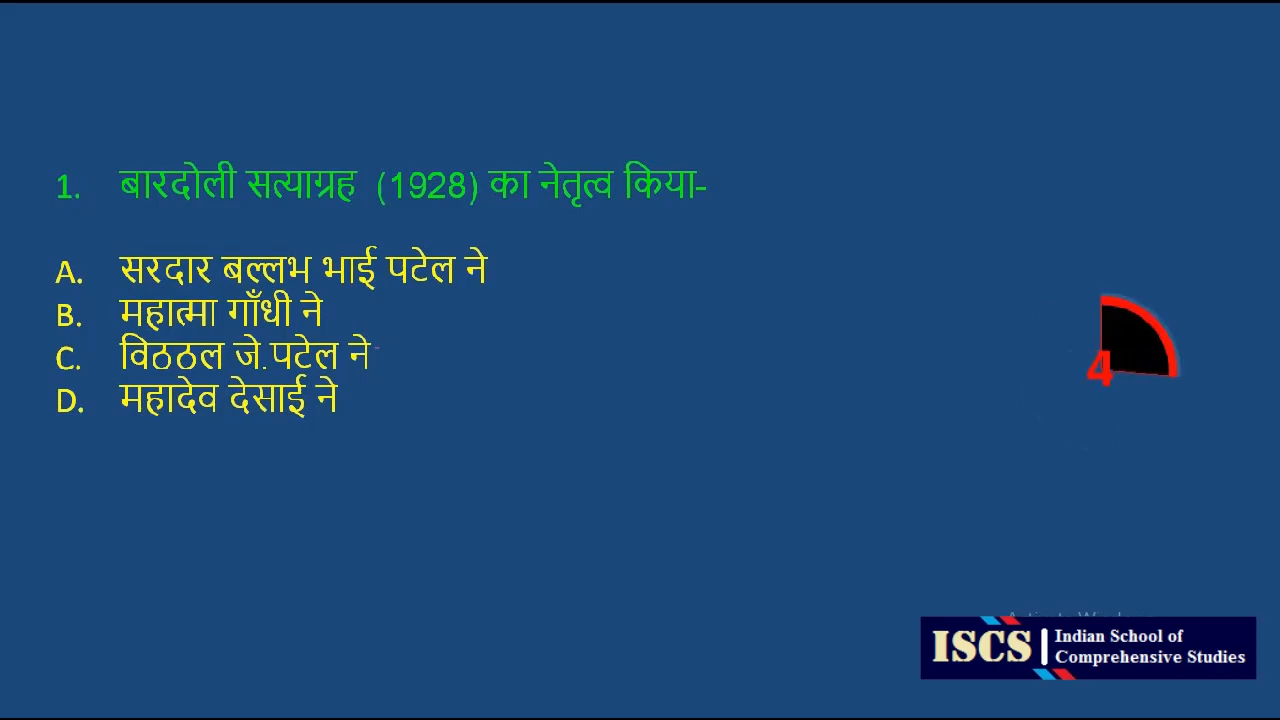 1. बारदोली सत्याग्रह (1928) का नेतृत्व किया-
A. सरदार बल्लभ भाई पटेल ने
B. महात्मा गाँधी ने
C. विठठल जे.पटेल ने
D. महादेव देसाई ने
4
ISCS Indian School of
Comprehensive Studies